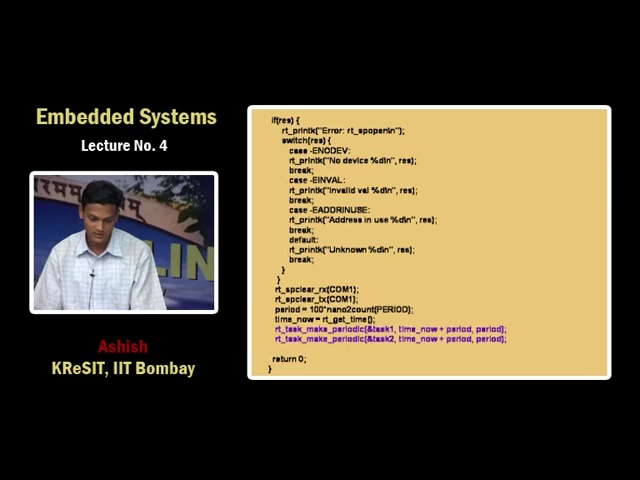 Embedded Systems
Lecture No. 4
LIN
Ashish
KReSIT, IIT Bombay
if(res) {
rt_printk("Error: rt_spopen\n");
switch(res) {
case -ENODEV:
rt_printk("No device %d\n", res);
break;
case -EINVAL:
rt_printk("Invalid val %d\n", res);
break;
case -EADDRINUSE:
rt_printk("Address in use %d\n", res);
break;
default:
rt_printk("Unknown %d\n", res);
break;
}
}
rt_spclear_rx(COM1);
rt_spclear_tx(COM1);
period = 100*nano2count(PERIOD);
time_now = rt_get_time();
rt_task_make_periodic(&task1, time_now + period, period);
rt_task_make_periodic(&task2, time_now + period, period);
return 0;
}